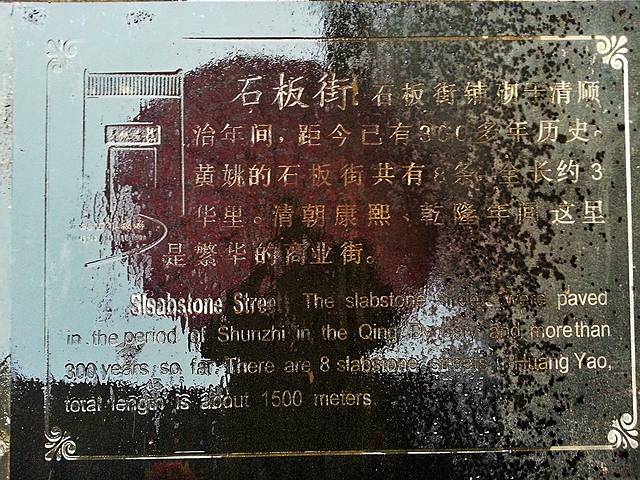 石板街 石板街铺砌于清顺
治年间，距今已有300多年历史。
黄姚的石板街共有8条，全长约3
华里。清朝康熙、乾隆年间这里
是繁华的商业街。
Slsabstone Street The slabstone streets were paved
in the period of Shunzhi in the Qing Dynasty and morethan
300 years so far. There are 8 slabstone streets in Huang Yao,
total length is about 1500 meters